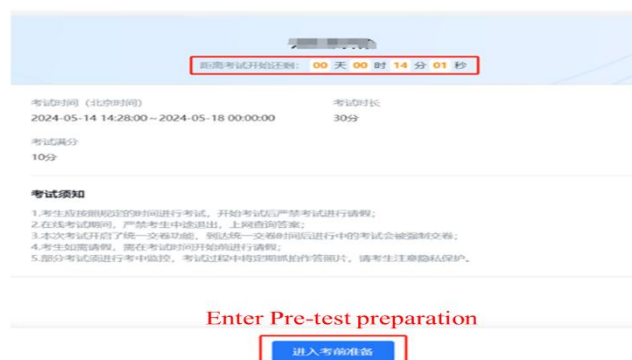 距离考试开始还剩: 00 天 00 时 14 分 01 秒
考试时间（北京时间） 考试时长
2024-05-14 14:28:00 ~ 2024-05-18 00:00:00 30分
考试满分
10分
考试须知
1.考生应按照规定的时间进行考试，开始考试后严禁考试进行请假;
2.在线考试期间，严禁考生中途退出，上网查询答案;
3.本次考试开启了统一交卷功能，到达统一交卷时间后进行中的考试会被强制交卷;
4.考生如需请假，需在考试时间开始前进行请假;
5.部分考试须进行考中监控，考试过程中将定期抓拍作答照片，请考生注意隐私保护。
Enter Pre-test preparation
进入考前准备